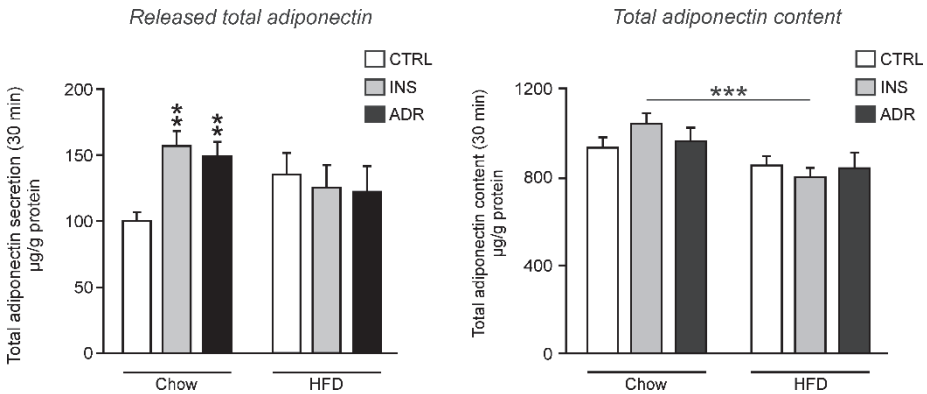 Released total adiponectin
CTRL
INS
ADR
Total adiponectin secretion (30 min)
µg/g protein
200
150
100
50
0
**
**
Chow
HFD
Total adiponectin content
CTRL
INS
ADR
Total adiponectin content (30 min)
µg/g protein
1200
800
400
0
***
Chow
HFD